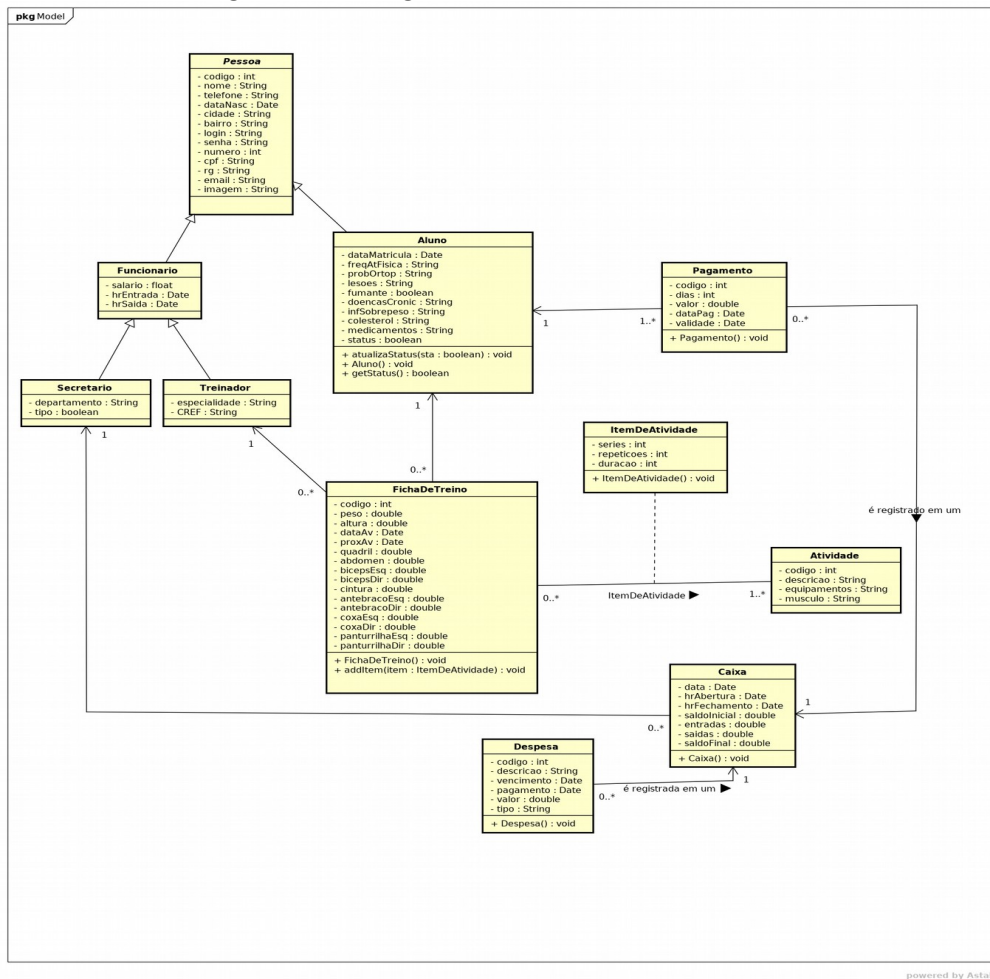 pkg Model
Pessoa
- codigo : int
- nome : String
- telefone : String
- dataNasc : Date
- cidade : String
- bairro : String
- login : String
- senha : String
- numero : int
- cpf : String
- rg : String
- email : String
- imagem : String
Aluno
- dataMatricula : Date
- freqAtFisica : String
- probOrtop : String
- lesoes : String
- fumante : boolean
- doencasCronic : String
- infSobrepeso : String
- colesterol : String
- medicamentos : String
- status : boolean
+ atualizaStatus(sta : boolean) : void
+ Aluno() : void
+ getStatus() : boolean
Funcionario
- salario : float
- hrEntrada : Date
- hrSaida : Date
Pagamento
- codigo : int
- dias : int
- valor : double
- dataPag : Date
- validade : Date
+ Pagamento() : void
1
1..*
0..*
Secretario
- departamento : String
- tipo : boolean
Treinador
- especialidade : String
- CREF : String
1
1
1
0..*
0..*
ItemDeAtividade
- series : int
- repeticoes : int
- duracao : int
+ ItemDeAtividade() : void
FichaDeTreino
- codigo : int
- peso : double
- altura : double
- dataAv : Date
- proxAv : Date
- quadril : double
- abdomen : double
- bicepsEsq : double
- bicepsDir : double
- cintura : double
- antebracoEsq : double
- antebracoDir : double
- coxaEsq : double
- coxaDir : double
- panturrilhaEsq : double
- panturrilhaDir : double
+ FichaDeTreino() : void
+ addItem(item : ItemDeAtividade) : void
é registrado em um
Atividade
- codigo : int
- descricao : String
- equipamentos : String
- musculo : String
0..*
ItemDeAtividade
1..*
Caixa
- data : Date
- hrAbertura : Date
- hrFechamento : Date
- saldoInicial : double
- entradas : double
- saidas : double
- saldoFinal : double
+ Caixa() : void
1
0..*
Despesa
- codigo : int
- descricao : String
- vencimento : Date
- pagamento : Date
- valor : double
- tipo : String
+ Despesa() : void
0..*
é registrada em um
1
powered by Asta